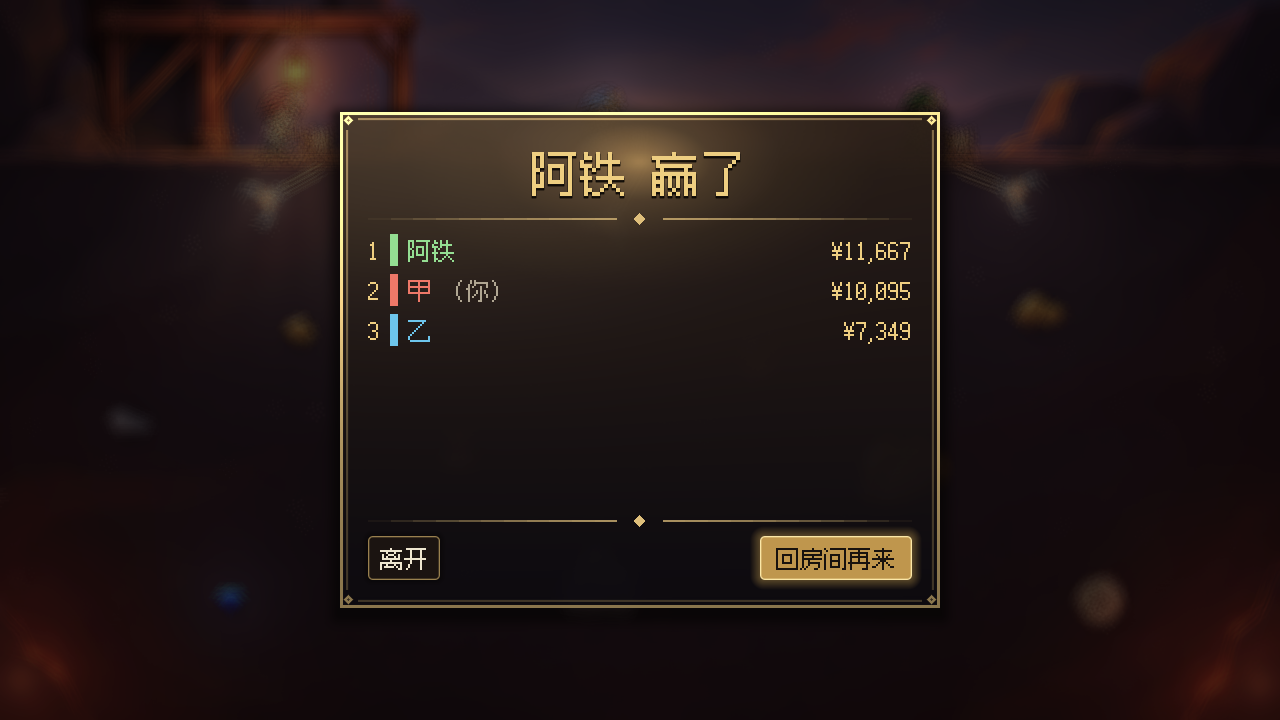 阿铁 赢了
1 阿铁 ¥11,667
2 甲 （你） ¥10,095
3 乙 ¥7,349
离开 回房间再来